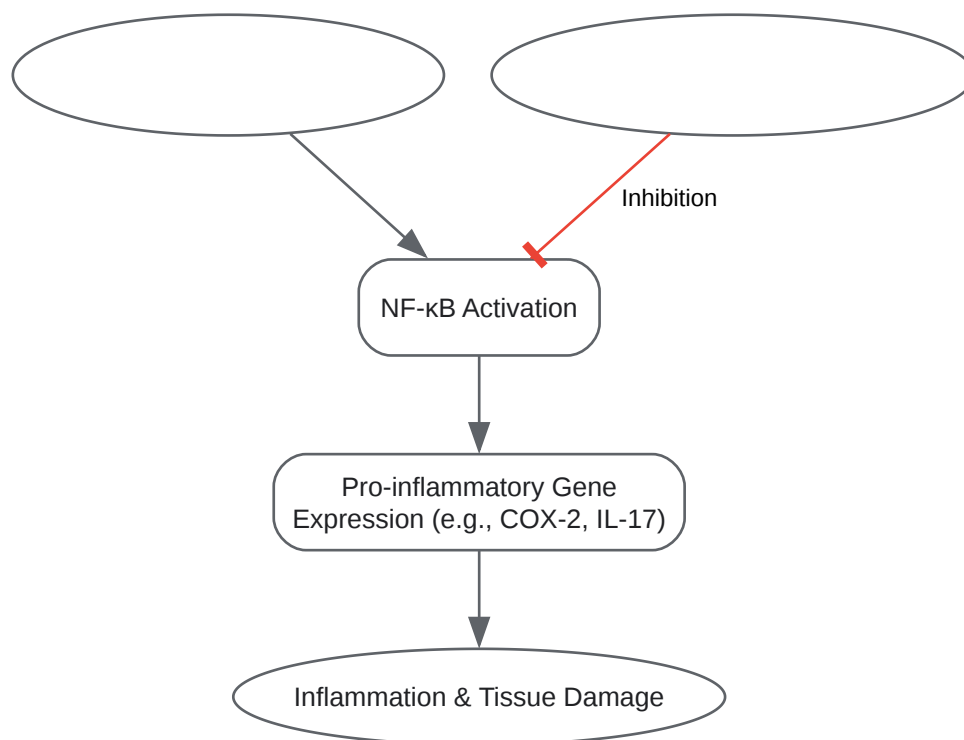 Inhibition
NF-κB Activation
Pro-inflammatory Gene
Expression (e.g., COX-2, IL-17)
Inflammation & Tissue Damage